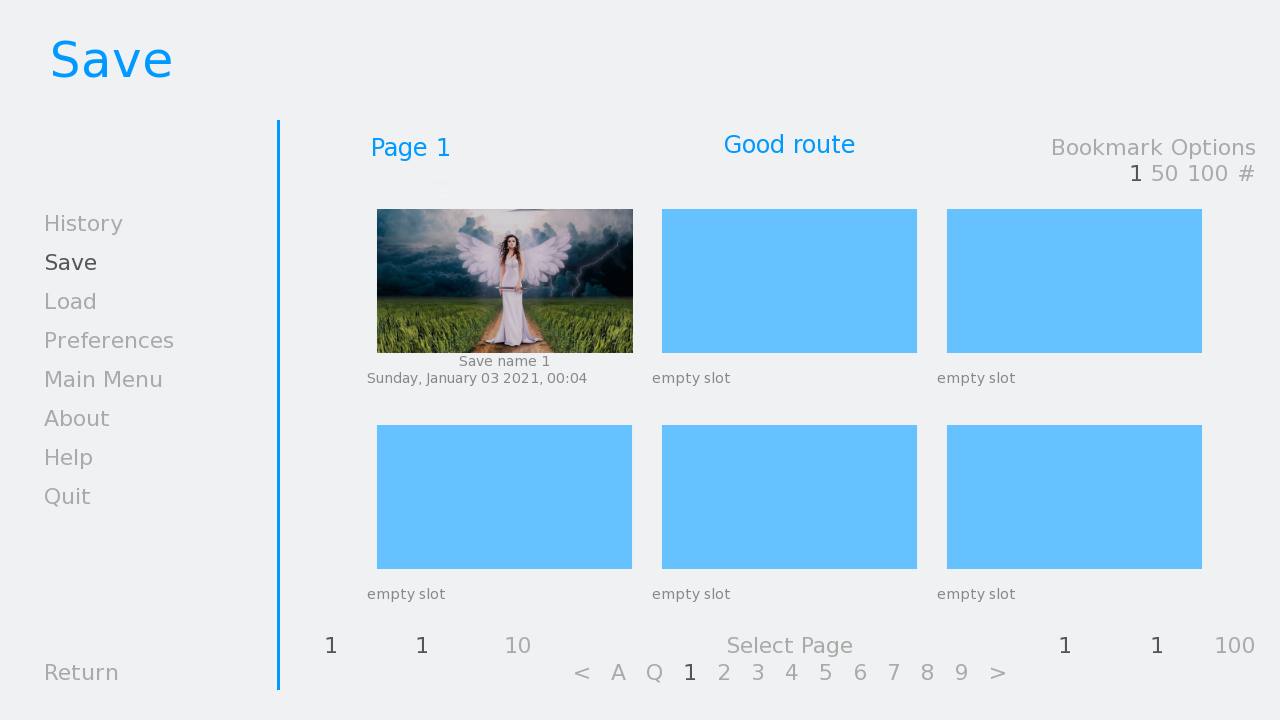 Save
Page 1
Good route
Bookmark Options
1 50 100 #
History
Save
Load
Preferences
Main Menu
About
Help
Quit
Return
Save name 1
Sunday, January 03 2021, 00:04
empty slot
empty slot
empty slot
empty slot
empty slot
1 1 10 Select Page 1 1 100
< A Q 1 2 3 4 5 6 7 8 9 >